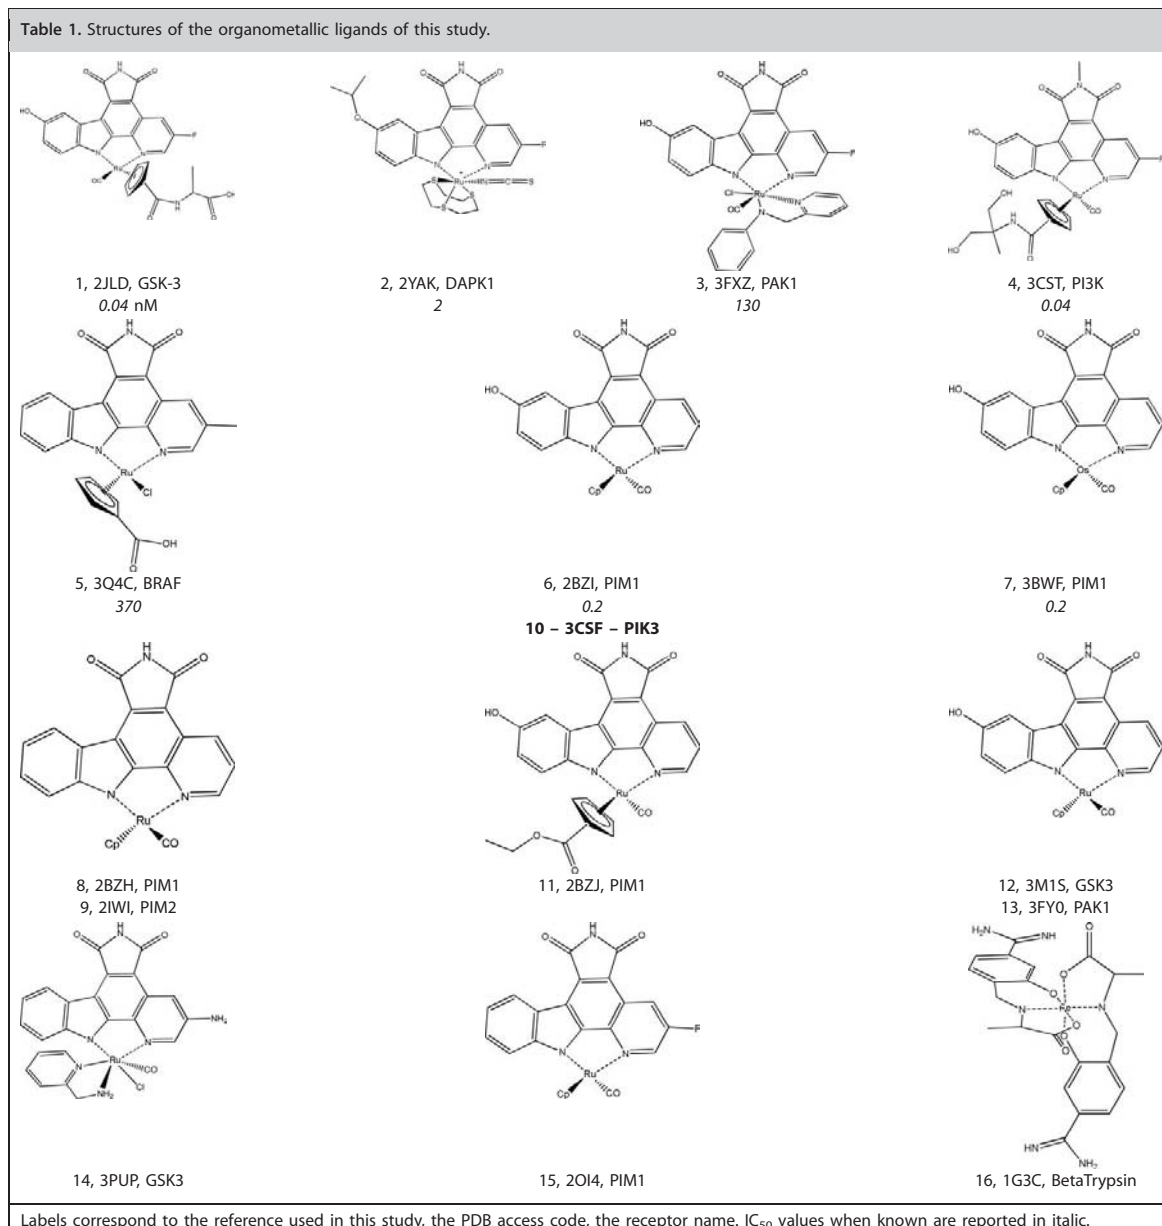 Table 1. Structures of the organometallic ligands of this study.
1, 2JLD, GSK-3
0.04 nM
2, 2YAK, DAPK1
2
3, 3FXZ, PAK1
130
4, 3CST, PI3K
0.04
5, 3Q4C, BRAF
370
6, 2BZI, PIM1
0.2
10 – 3CSF – PIK3
7, 3BWF, PIM1
0.2
8, 2BZH, PIM1
9, 2IWI, PIM2
11, 2BZJ, PIM1
12, 3M1S, GSK3
13, 3FY0, PAK1
14, 3PUP, GSK3
15, 2OI4, PIM1
16, 1G3C, BetaTrypsin
Labels correspond to the reference used in this study, the PDB access code, the receptor name. IC50 values when known are reported in italic.